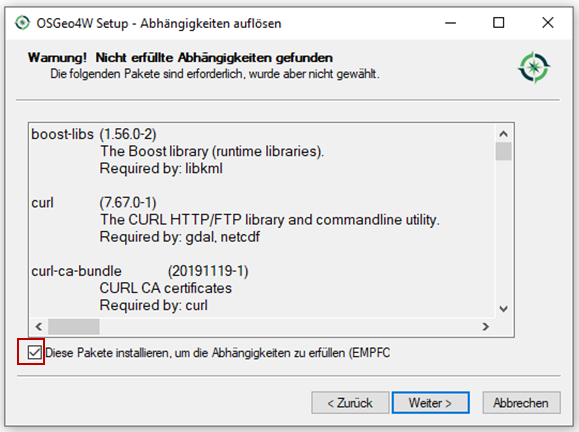 OSGeo4W Setup - Abhängigkeiten auflösen
Warnung! Nicht erfüllte Abhängigkeiten gefunden
Die folgenden Pakete sind erforderlich, wurde aber nicht gewählt.
boost-libs (1.56.0-2)
The Boost library (runtime libraries).
Required by: libkml
curl (7.67.0-1)
The CURL HTTP/FTP library and commandline utility.
Required by: gdal, netcdf
curl-ca-bundle (20191119-1)
CURL CA certificates
Required by: curl
Diese Pakete installieren, um die Abhängigkeiten zu erfüllen (EMPFC
< Zurück Weiter > Abbrechen